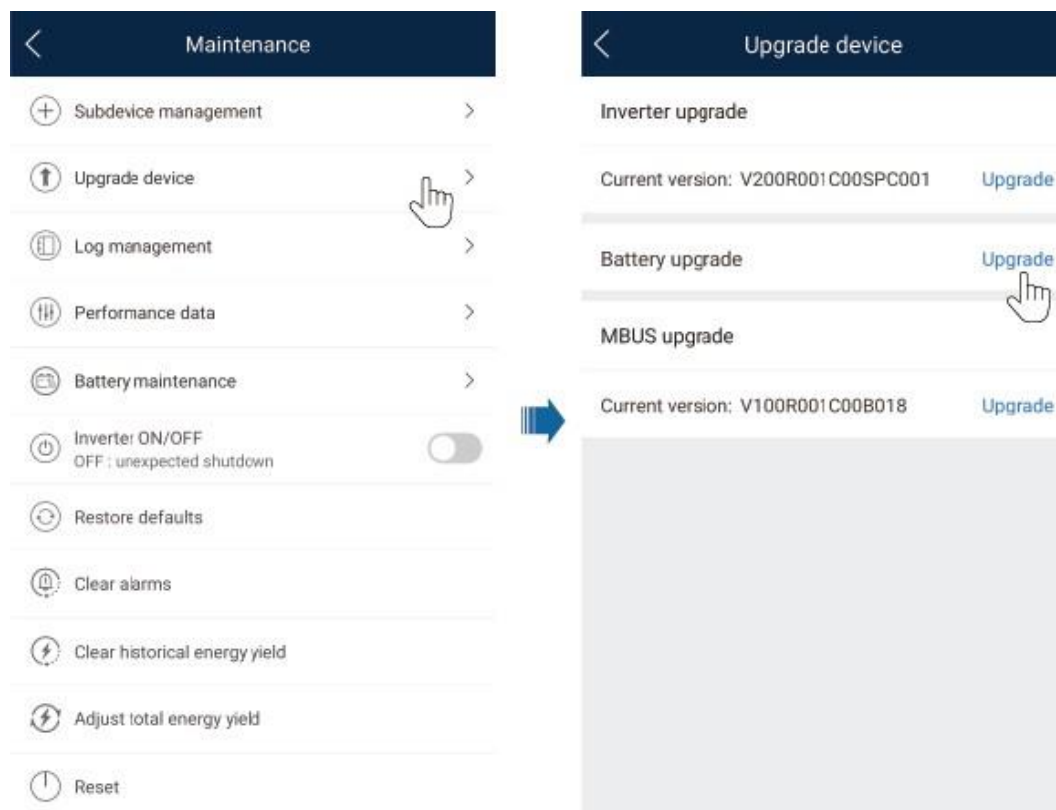 Maintenance
Subdevice management
Upgrade device
Log management
Performance data
Battery maintenance
Inverter ON/OFF
OFF : unexpected shutdown
Restore defaults
Clear alarms
Clear historical energy yield
Adjust total energy yield
Reset
Upgrade device
Inverter upgrade
Current version: V200R001C00SPC001 Upgrade
Battery upgrade Upgrade
MBUS upgrade
Current version: V100R001C00B018 Upgrade